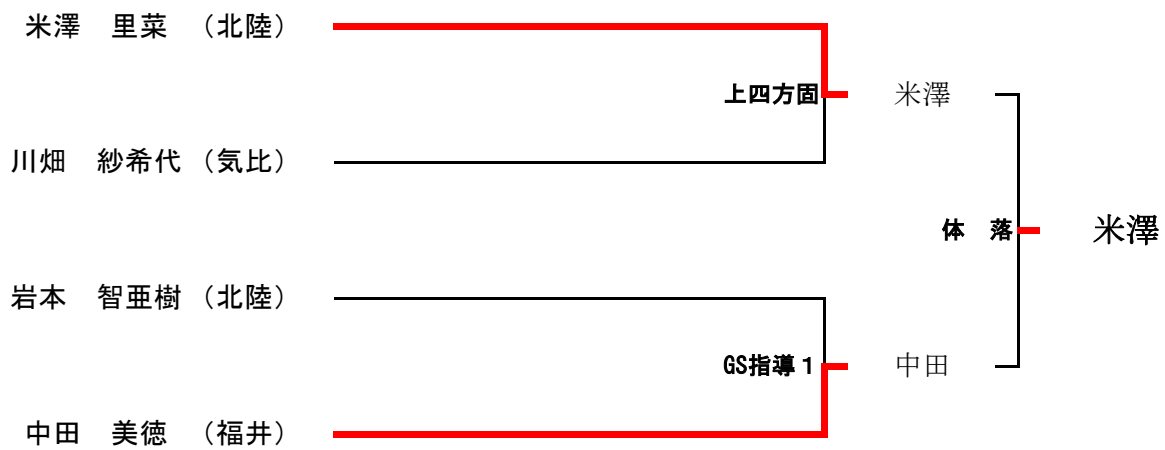 米澤　里菜　（北陸）
上四方固　米澤
川畑　紗希代（気比）
体　落　米澤
岩本　智亜樹（北陸）
GS指導１　中田
中田　美徳　（福井）